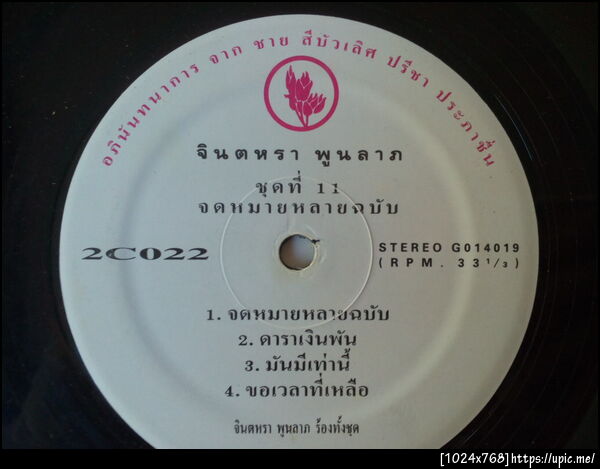 อภินันทนาการ จาก ชาย สีบัวเลิศ ปรีชา ประภาชื่น
จินตหรา พูนลาภ
ชุดที่ 11
จดหมายหลายฉบับ
2C022
STEREO G014019
(RPM. 33 1/3)
1. จดหมายหลายฉบับ
2. ดาราเงินพัน
3. มันมีเท่านี้
4. ขอเวลาที่เหลือ
จินตหรา พูนลาภ ร้องทั้งชุด
[1024x768]https://upic.me/